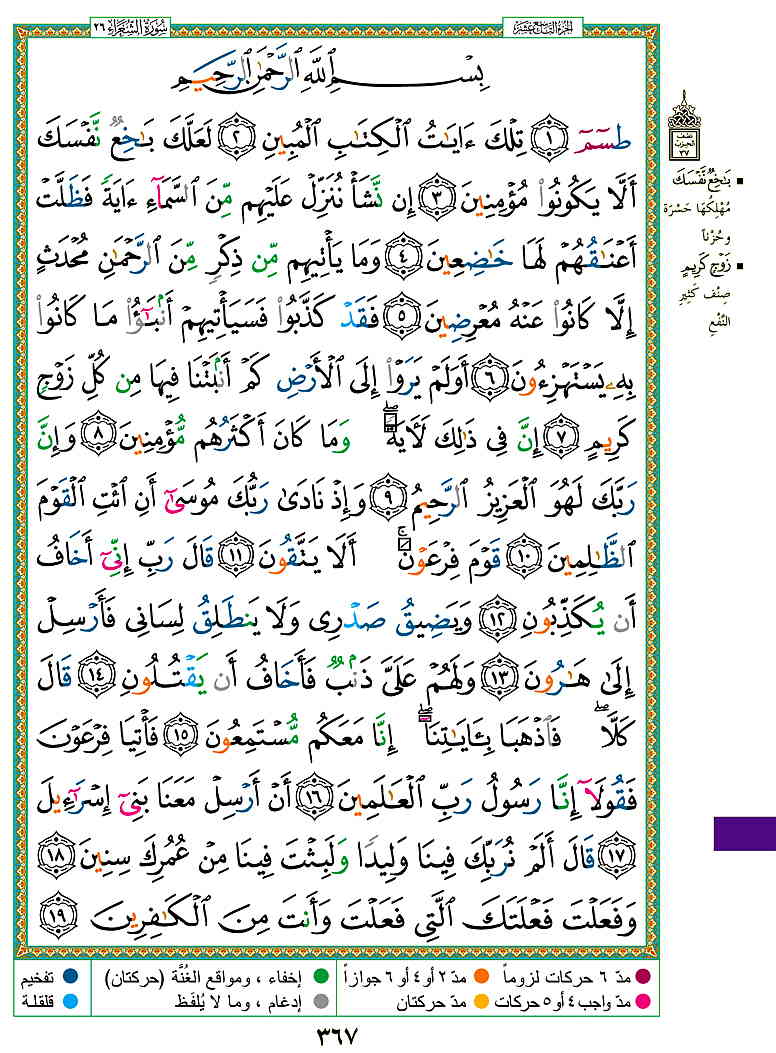 الجزء التاسع عشر
سورة الشعراء ٢٦
بِسْمِ ٱللَّهِ ٱلرَّحْمَٰنِ ٱلرَّحِيمِ
طسٓمٓ ١ تِلْكَ ءَايَٰتُ ٱلْكِتَٰبِ ٱلْمُبِينِ ٢ لَعَلَّكَ بَٰخِعٌ نَّفْسَكَ
أَلَّا يَكُونُوا۟ مُؤْمِنِينَ ٣ إِن نَّشَأْ نُنَزِّلْ عَلَيْهِم مِّنَ ٱلسَّمَآءِ ءَايَةً فَظَلَّتْ
أَعْنَٰقُهُمْ لَهَا خَٰضِعِينَ ٤ وَمَا يَأْتِيهِم مِّن ذِكْرٍ مِّنَ ٱلرَّحْمَٰنِ مُحْدَثٍ
إِلَّا كَانُوا۟ عَنْهُ مُعْرِضِينَ ٥ فَقَدْ كَذَّبُوا۟ فَسَيَأْتِيهِمْ أَنۢبَٰٓؤُا۟ مَا كَانُوا۟
بِهِۦ يَسْتَهْزِءُونَ ٦ أَوَلَمْ يَرَوْا۟ إِلَى ٱلْأَرْضِ كَمْ أَنۢبَتْنَا فِيهَا مِن كُلِّ زَوْجٍ
كَرِيمٍ ٧ إِنَّ فِى ذَٰلِكَ لَءَايَةً ۖ وَمَا كَانَ أَكْثَرُهُم مُّؤْمِنِينَ ٨ وَإِنَّ
رَبَّكَ لَهُوَ ٱلْعَزِيزُ ٱلرَّحِيمُ ٩ وَإِذْ نَادَىٰ رَبُّكَ مُوسَىٰٓ أَنِ ٱئْتِ ٱلْقَوْمَ
ٱلظَّٰلِمِينَ ١٠ قَوْمَ فِرْعَوْنَ ۚ أَلَا يَتَّقُونَ ١١ قَالَ رَبِّ إِنِّىٓ أَخَافُ
أَن يُكَذِّبُونِ ١٢ وَيَضِيقُ صَدْرِى وَلَا يَنطَلِقُ لِسَانِى فَأَرْسِلْ
إِلَىٰ هَٰرُونَ ١٣ وَلَهُمْ عَلَىَّ ذَنۢبٌ فَأَخَافُ أَن يَقْتُلُونِ ١٤ قَالَ
كَلَّا ۖ فَٱذْهَبَا بِـَٔايَٰتِنَآ ۖ إِنَّا مَعَكُم مُّسْتَمِعُونَ ١٥ فَأْتِيَا فِرْعَوْنَ
فَقُولَآ إِنَّا رَسُولُ رَبِّ ٱلْعَٰلَمِينَ ١٦ أَنْ أَرْسِلْ مَعَنَا بَنِىٓ إِسْرَٰٓءِيلَ
١٧ قَالَ أَلَمْ نُرَبِّكَ فِينَا وَلِيدًا وَلَبِثْتَ فِينَا مِنْ عُمُرِكَ سِنِينَ ١٨
وَفَعَلْتَ فَعْلَتَكَ ٱلَّتِى فَعَلْتَ وَأَنتَ مِنَ ٱلْكَٰفِرِينَ ١٩
نصف
الحزب
٣٧
بَٰخِعٌ نَّفْسَكَ
مُهْلِكُهَا حَسْرَة
وحُزْناً
زَوْجٍ كَرِيمٍ
صِنْف كَثِيرِ
النَّفْع
مدّ ٦ حركات لزوماً
مدّ ٢ أو ٤ أو ٦ جوازاً
إخفاء ، ومواقع الغُنَّة (حركتان)
تفخيم
مدّ واجب ٤ أو ٥ حركات
مدّ حركتان
إدغام ، وما لا يُلفَظ
قلقلة
٣٦٧